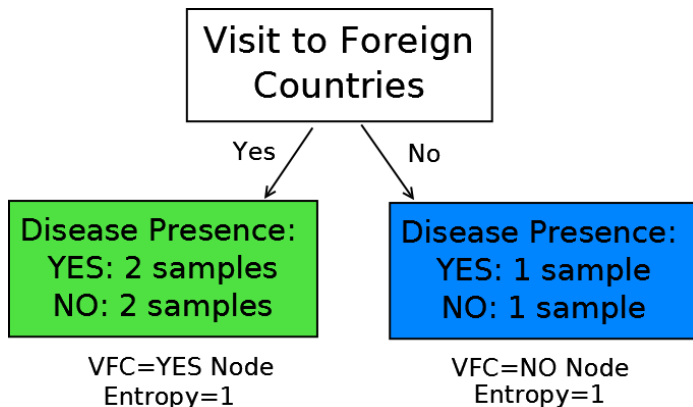 Visit to Foreign
Countries
Yes
No
Disease Presence:
YES: 2 samples
NO: 2 samples
Disease Presence:
YES: 1 sample
NO: 1 sample
VFC=YES Node
Entropy=1
VFC=NO Node
Entropy=1